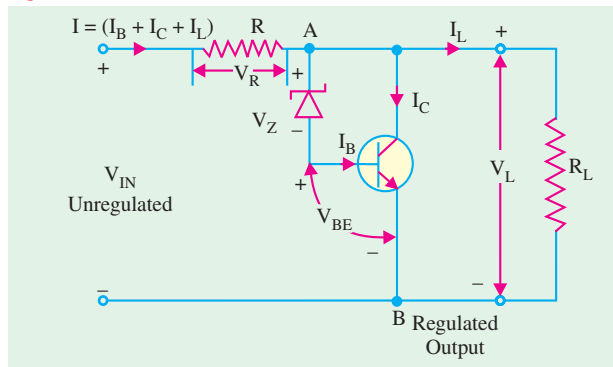 I = (I_B + I_C + I_L) R A I_L +
+ V_R +
V_Z – I_C
I_B
V_IN
Unregulated
+ V_BE –
V_L R_L
– –
B Regulated
Output